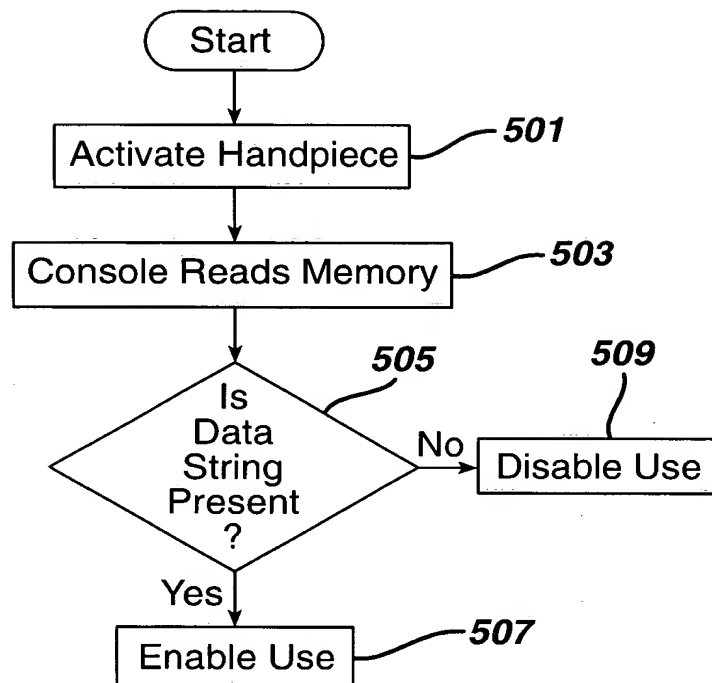 Start
Activate Handpiece
501
Console Reads Memory
503
505
Is
Data
String
Present
?
No
509
Disable Use
Yes
Enable Use
507